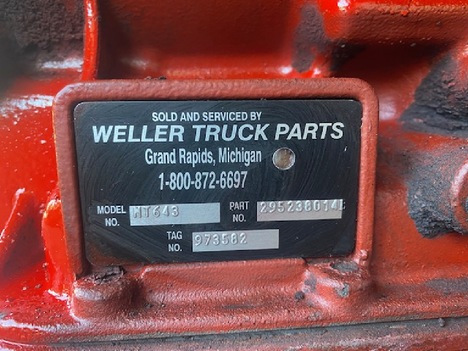 SOLD AND SERVICED BY
WELLER TRUCK PARTS
Grand Rapids, Michigan
1-800-872-6697
MODEL NO. MT643 PART NO. 295238014B
TAG NO. 973582